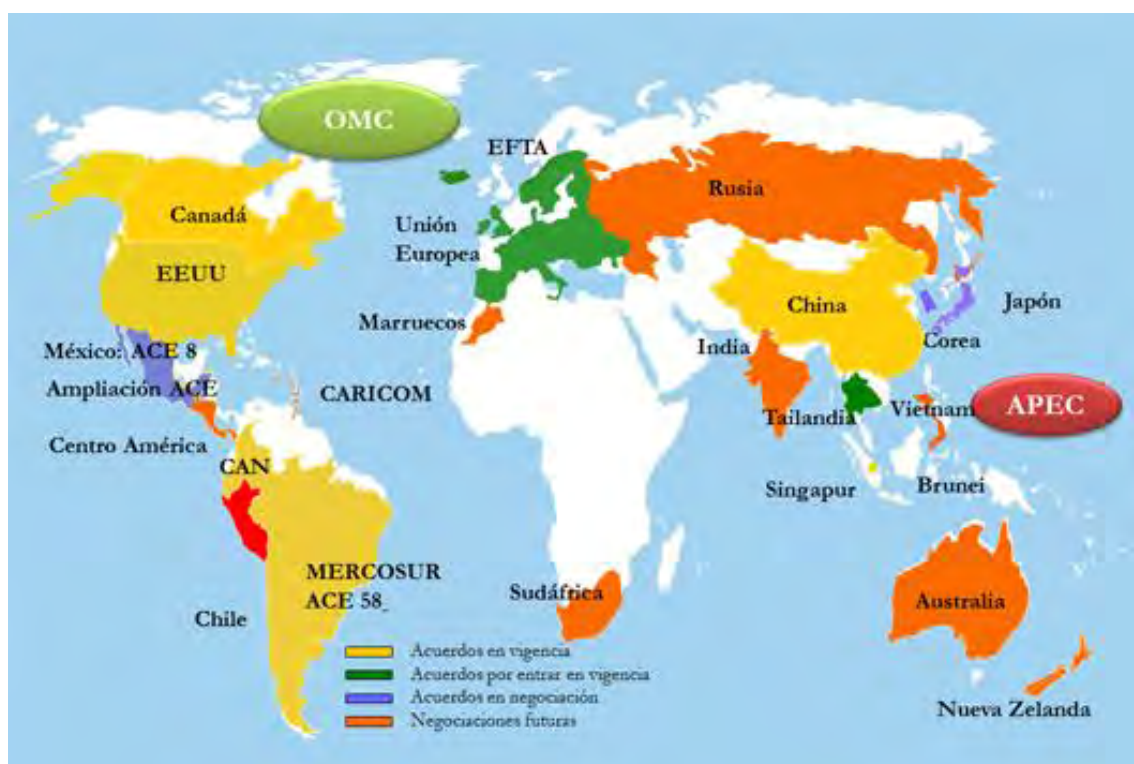 OMC
EFTA
Rusia
Canadá
Unión
Europea
EEUU
China
Japón
Marruecos
Corea
India
México: ACE 8
Ampliación ACE
CARICOM
Tailandia
Vietnam
APEC
Centro América
CAN
Singapur
Brunei
MERCOSUR
ACE 58
Sudáftrica
Australia
Chile
Acuerdos en vigencia
Acuerdos por entrar en vigencia
Acuerdos en negociación
Negociaciones futuras
Nueva Zelanda